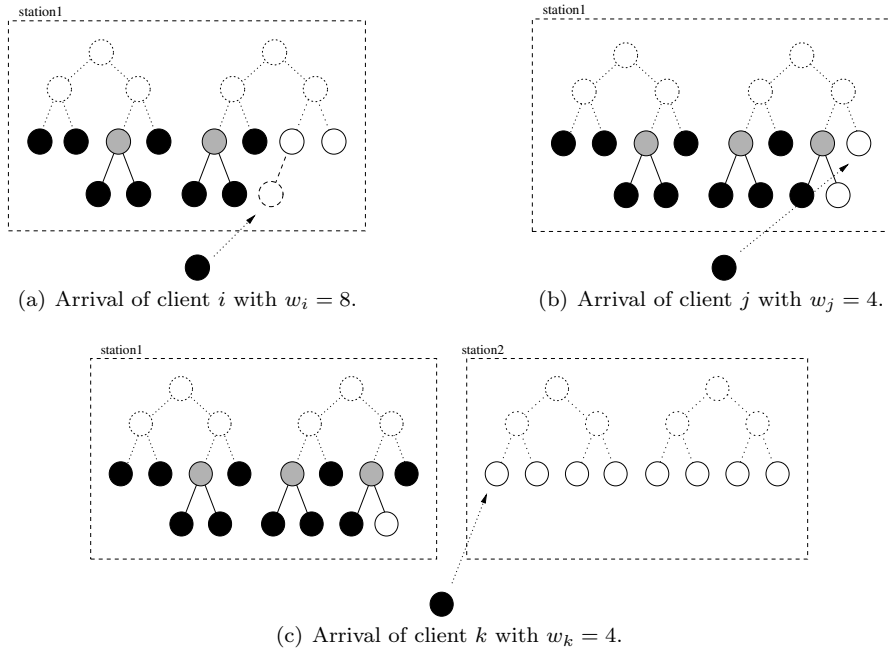 station1
station1
(a) Arrival of client i with w_i = 8.
(b) Arrival of client j with w_j = 4.
station1
station2
(c) Arrival of client k with w_k = 4.